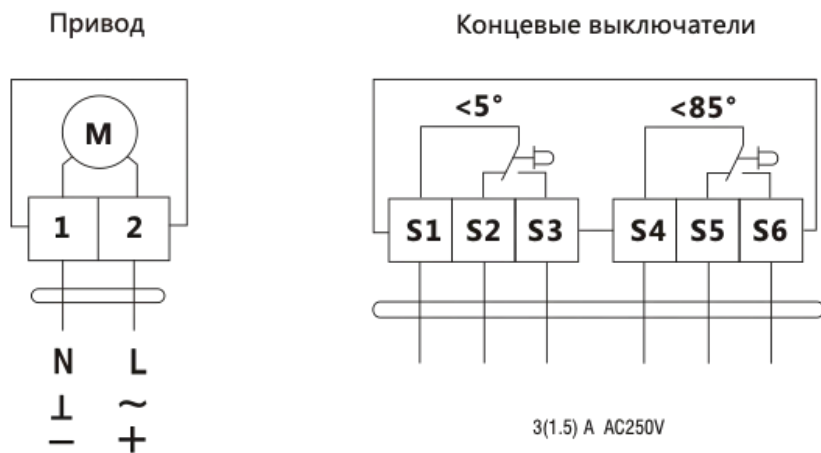 Привод
Концевые выключатели
M
<5°
<85°
1 2
S1 S2 S3 S4 S5 S6
N L
⊥ ~
− +
3(1.5) A AC250V